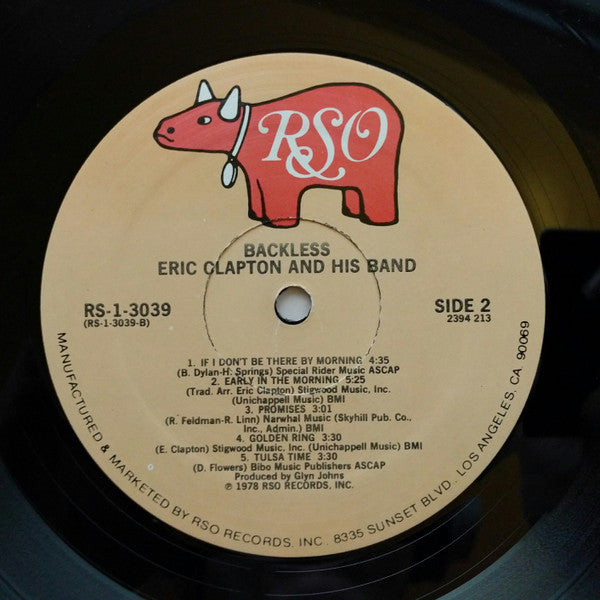 RSO
BACKLESS
ERIC CLAPTON AND HIS BAND
RS-1-3039
(RS-1-3039-B)
SIDE 2
2394 213
1. IF I DON'T BE THERE BY MORNING 4:35
(B. Dylan-H. Springs) Special Rider Music ASCAP
2. EARLY IN THE MORNING 5:25
(Trad. Arr. Eric Clapton) Stigwood Music, Inc.
(Unichappell Music) BMI
3. PROMISES 3:01
(R. Feldman-R. Linn) Narwhal Music (Skyhill Pub. Co.,
Inc., Admin.) BMI
4. GOLDEN RING 3:30
(E. Clapton) Stigwood Music, Inc. (Unichappell Music) BMI
5. TULSA TIME 3:30
(D. Flowers) Bibo Music Publishers ASCAP
Produced by Glyn Johns
℗ 1978 RSO RECORDS, INC.
MANUFACTURED & MARKETED BY RSO RECORDS, INC., 8335 SUNSET BLVD., LOS ANGELES, CA 90069